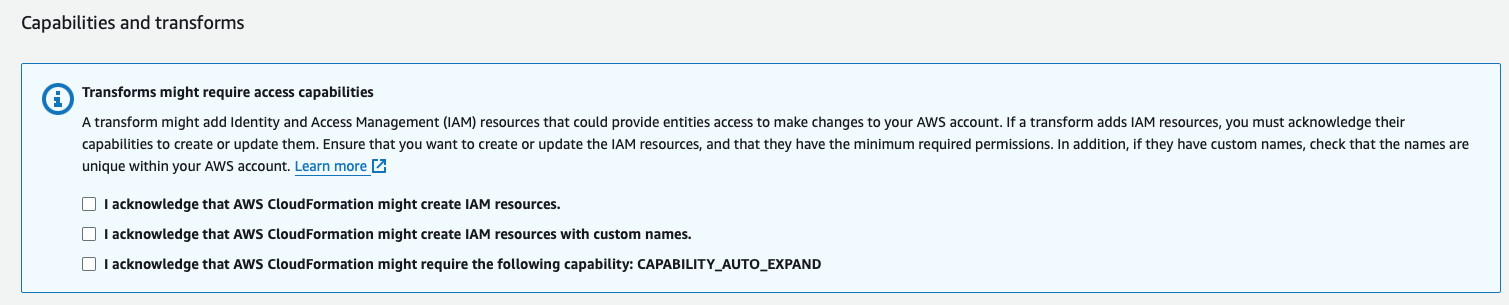 Capabilities and transforms
Transforms might require access capabilities
A transform might add Identity and Access Management (IAM) resources that could provide entities access to make changes to your AWS account. If a transform adds IAM resources, you must acknowledge their
capabilities to create or update them. Ensure that you want to create or update the IAM resources, and that they have the minimum required permissions. In addition, if they have custom names, check that the names are
unique within your AWS account. Learn more
I acknowledge that AWS CloudFormation might create IAM resources.
I acknowledge that AWS CloudFormation might create IAM resources with custom names.
I acknowledge that AWS CloudFormation might require the following capability: CAPABILITY_AUTO_EXPAND